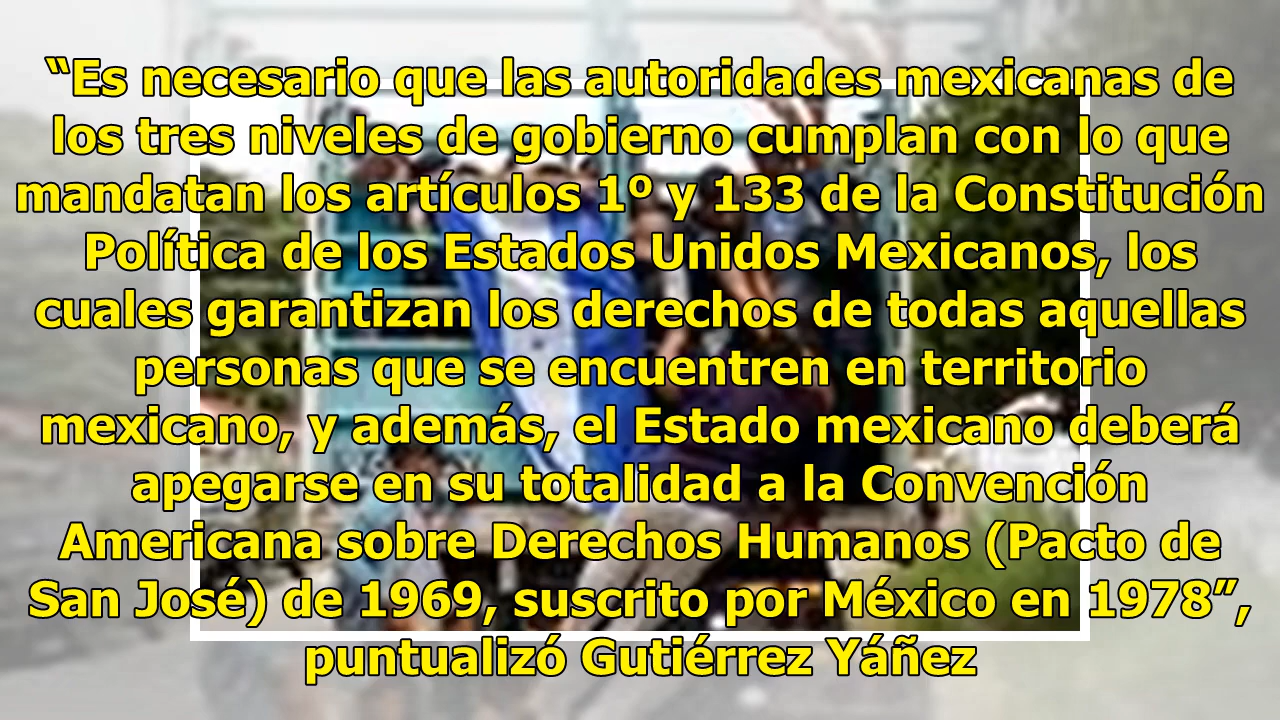 “Es necesario que las autoridades mexicanas de
los tres niveles de gobierno cumplan con lo que
mandatan los artículos 1º y 133 de la Constitución
Política de los Estados Unidos Mexicanos, los
cuales garantizan los derechos de todas aquellas
personas que se encuentren en territorio
mexicano, y además, el Estado mexicano deberá
apegarse en su totalidad a la Convención
Americana sobre Derechos Humanos (Pacto de
San José) de 1969, suscrito por México en 1978”,
puntualizó Gutiérrez Yáñez